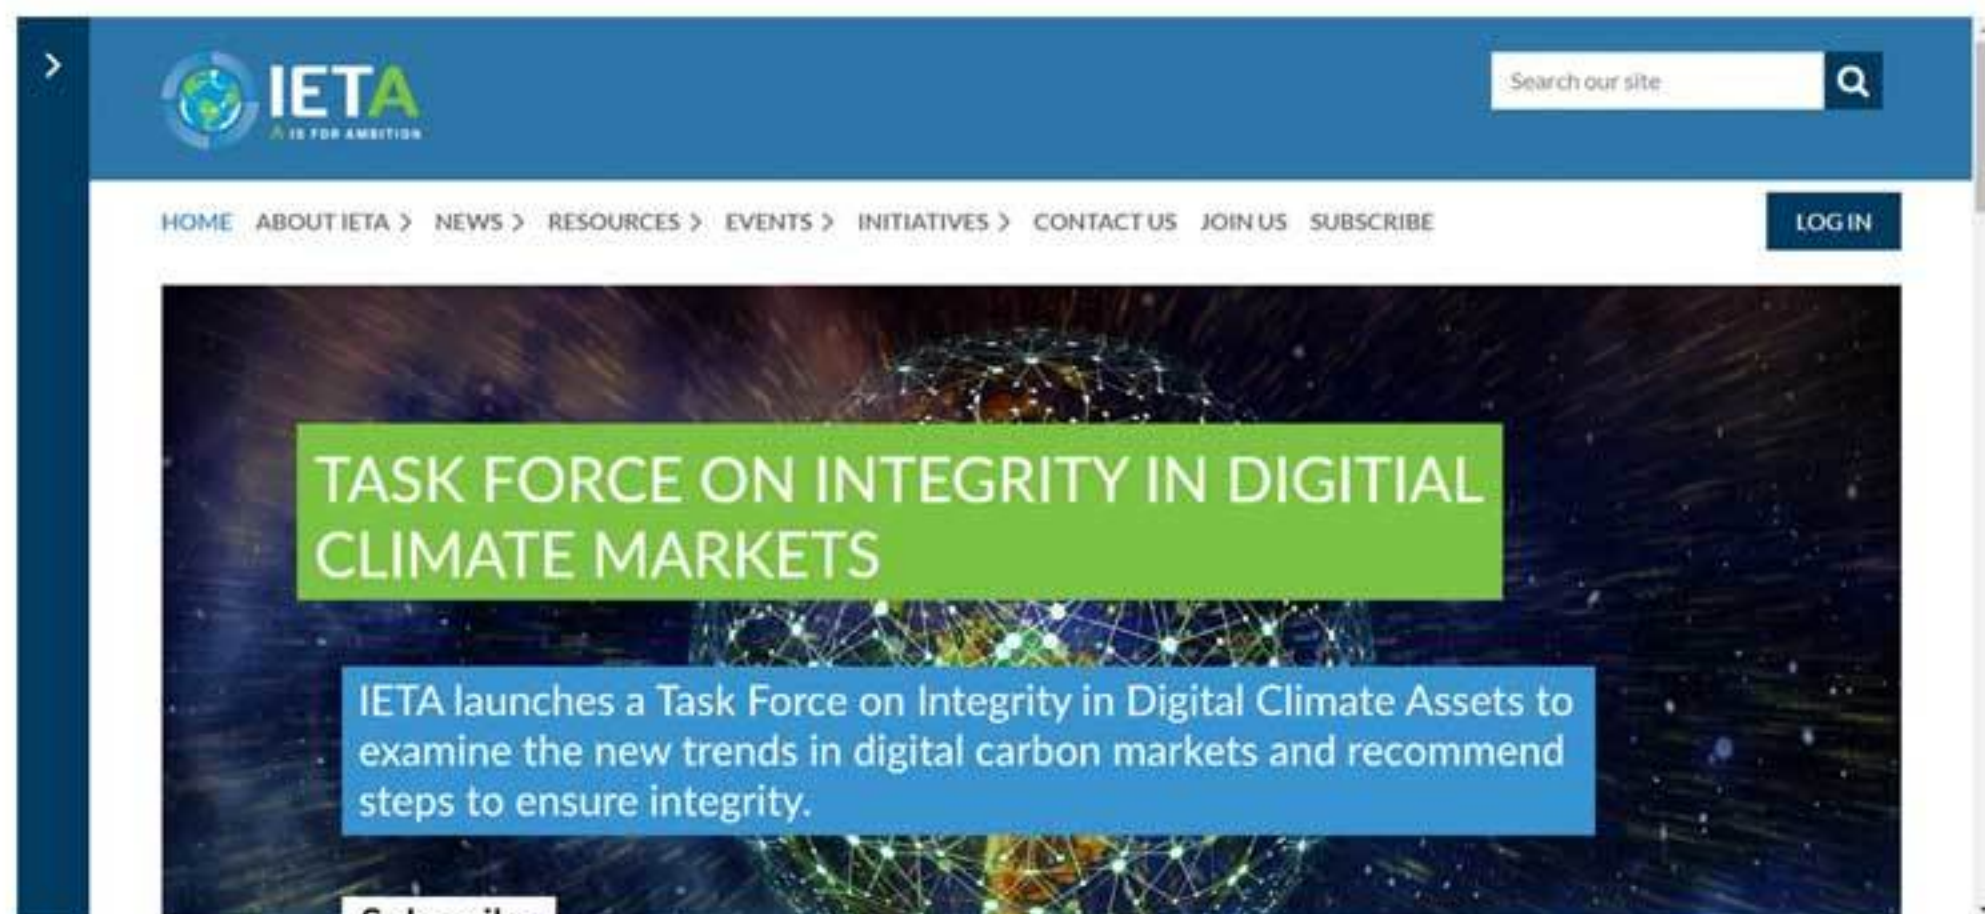 IETA
A IS FOR AMBITION
Search our site
HOME ABOUT IETA > NEWS > RESOURCES > EVENTS > INITIATIVES > CONTACT US JOIN US SUBSCRIBE
LOG IN
TASK FORCE ON INTEGRITY IN DIGITIAL
CLIMATE MARKETS
IETA launches a Task Force on Integrity in Digital Climate Assets to
examine the new trends in digital carbon markets and recommend
steps to ensure integrity.